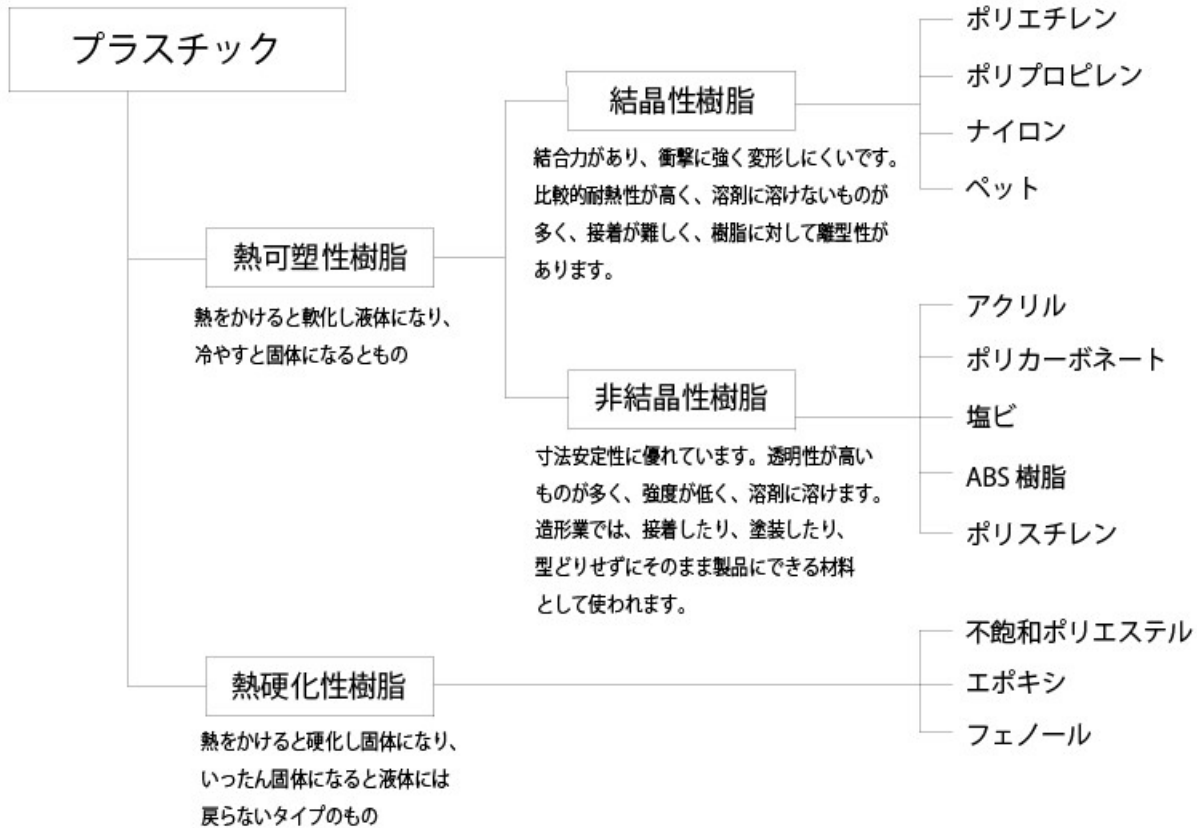 プラスチック
熱可塑性樹脂
熱をかけると軟化し液体になり、
冷やすと固体になるともの
結晶性樹脂
結合力があり、衝撃に強く変形しにくいです。
比較的耐熱性が高く、溶剤に溶けないものが
多く、接着が難しく、樹脂に対して離型性が
あります。
ポリエチレン
ポリプロピレン
ナイロン
ペット
非結晶性樹脂
寸法安定性に優れています。透明性が高い
ものが多く、強度が低く、溶剤に溶けます。
造形業では、接着したり、塗装したり、
型どりせずにそのまま製品にできる材料
として使われます。
アクリル
ポリカーボネート
塩ビ
ABS 樹脂
ポリスチレン
熱硬化性樹脂
熱をかけると硬化し固体になり、
いったん固体になると液体には
戻らないタイプのもの
不飽和ポリエステル
エポキシ
フェノール